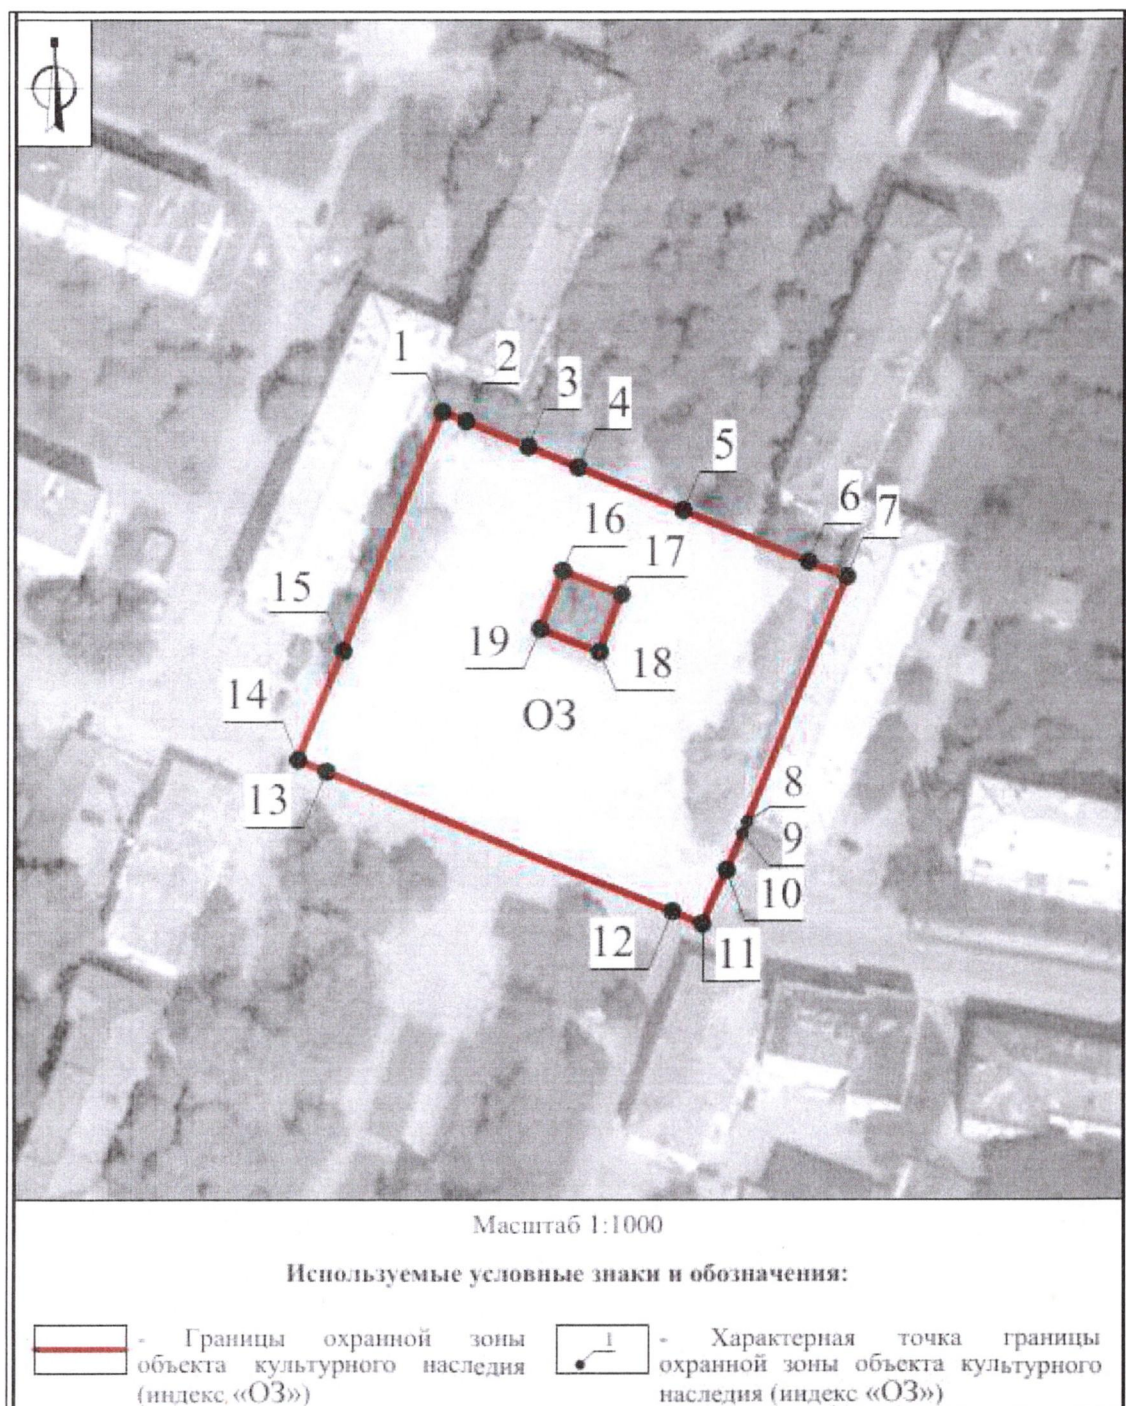 1
2
3
4
5
6
7
16
17
15
19
18
14
ОЗ
8
13
9
10
12
11
Масштаб 1:1000
Используемые условные знаки и обозначения:
- Границы охранной зоны
объекта культурного наследия
(индекс «ОЗ»)
1
- Характерная точка границы
охранной зоны объекта культурного
наследия (индекс «ОЗ»)